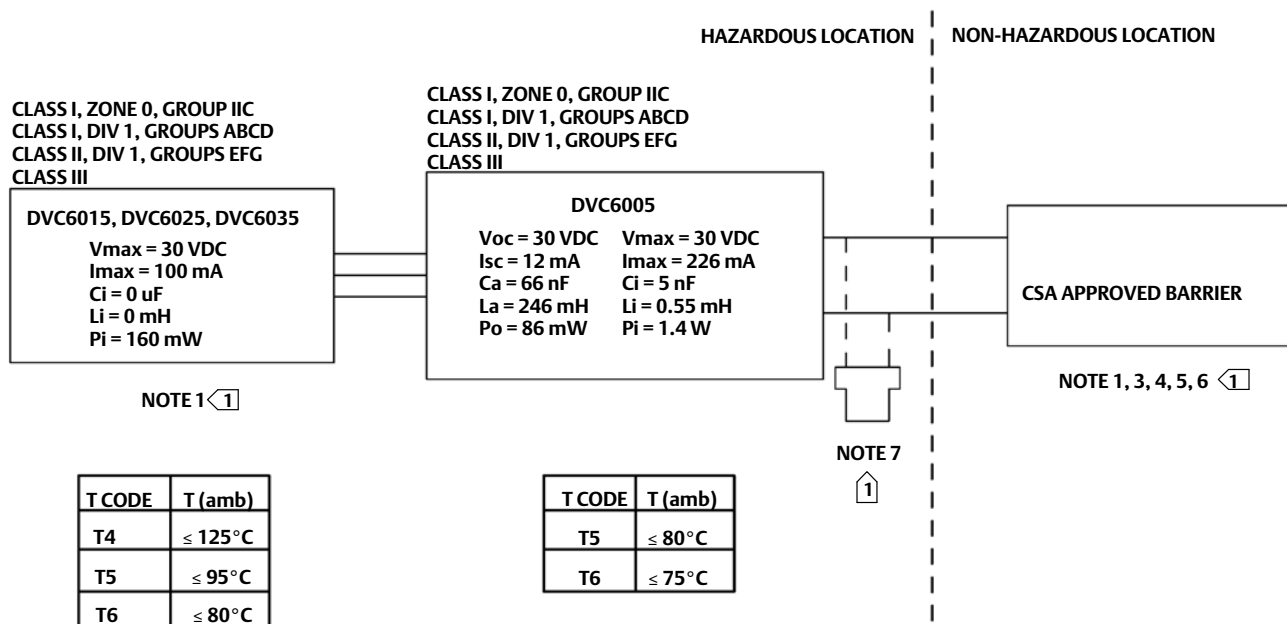 HAZARDOUS LOCATION
NON-HAZARDOUS LOCATION
CLASS I, ZONE 0, GROUP IIC
CLASS I, DIV 1, GROUPS ABCD
CLASS II, DIV 1, GROUPS EFG
CLASS III
DVC6015, DVC6025, DVC6035
Vmax = 30 VDC
Imax = 100 mA
Ci = 0 uF
Li = 0 mH
Pi = 160 mW
NOTE 1 1
CLASS I, ZONE 0, GROUP IIC
CLASS I, DIV 1, GROUPS ABCD
CLASS II, DIV 1, GROUPS EFG
CLASS III
DVC6005
Voc = 30 VDC Vmax = 30 VDC
Isc = 12 mA Imax = 226 mA
Ca = 66 nF Ci = 5 nF
La = 246 mH Li = 0.55 mH
Po = 86 mW Pi = 1.4 W
CSA APPROVED BARRIER
NOTE 1, 3, 4, 5, 6 1
NOTE 7
1
T CODE T (amb)
T4 ≤ 125°C
T5 ≤ 95°C
T6 ≤ 80°C
T CODE T (amb)
T5 ≤ 80°C
T6 ≤ 75°C